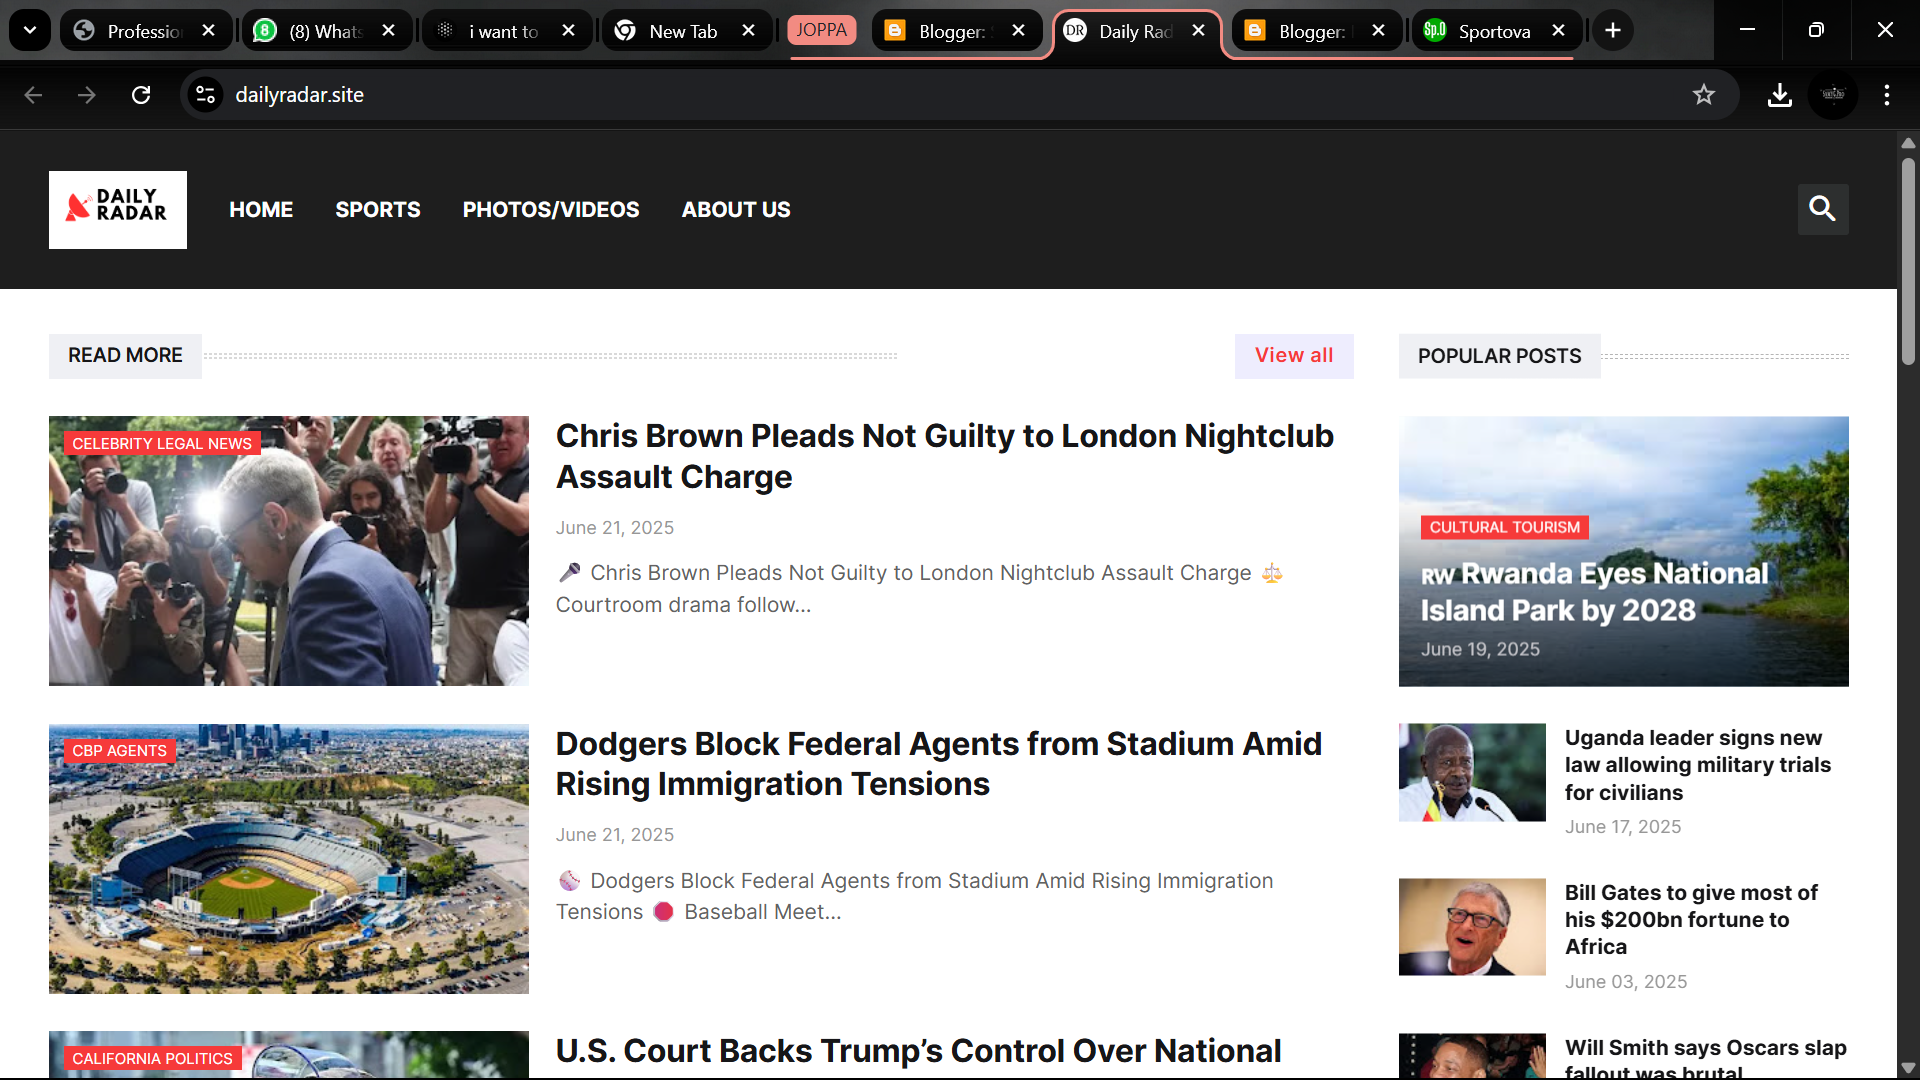 Professio
(8) Whats
i want to
New Tab
JOPPA
Blogger:
Daily Rad
Blogger:
Sp.0
Sportova
dailyradar.site
DAILY
RADAR
HOME
SPORTS
PHOTOS/VIDEOS
ABOUT US
READ MORE
View all
CELEBRITY LEGAL NEWS
Chris Brown Pleads Not Guilty to London Nightclub
Assault Charge
June 21, 2025
🎤 Chris Brown Pleads Not Guilty to London Nightclub Assault Charge ⚖️
Courtroom drama follow...
CBP AGENTS
Dodgers Block Federal Agents from Stadium Amid
Rising Immigration Tensions
June 21, 2025
⚾ Dodgers Block Federal Agents from Stadium Amid Rising Immigration
Tensions 🛑 Baseball Meet...
CALIFORNIA POLITICS
U.S. Court Backs Trump’s Control Over National
POPULAR POSTS
CULTURAL TOURISM
RW Rwanda Eyes National
Island Park by 2028
June 19, 2025
Uganda leader signs new
law allowing military trials
for civilians
June 17, 2025
Bill Gates to give most of
his $200bn fortune to
Africa
June 03, 2025
Will Smith says Oscars slap
fallout was brutal